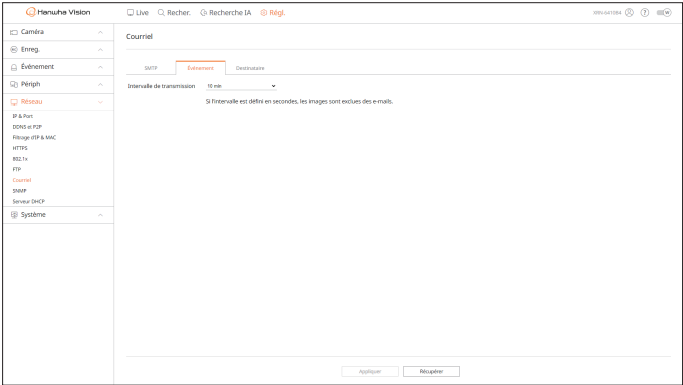 Hanwha Vision
Live Recher. Recherche IA Régl.
Caméra
Enreg.
Événement
Périph
Réseau
IP & Port
DDNS et P2P
Filtrage d'IP & MAC
HTTPS
802.1x
FTP
Courriel
SNMP
Serveur DHCP
Système
Courriel
SMTP Événement Destinataire
Intervalle de transmission 10 min
Si l'intervalle est défini en secondes, les images sont exclues des e-mails.
Appliquer Récupérer